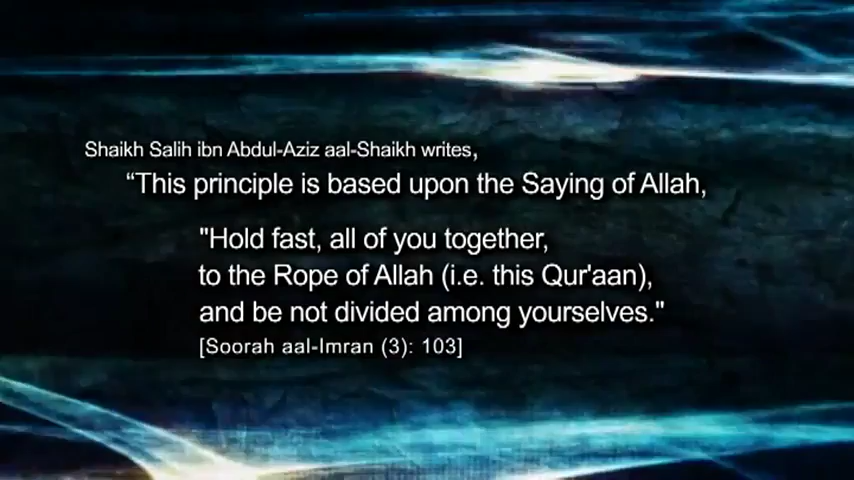 Shaikh Salih ibn Abdul-Aziz aal-Shaikh writes,
“This principle is based upon the Saying of Allah,
"Hold fast, all of you together,
to the Rope of Allah (i.e. this Qur'aan),
and be not divided among yourselves."
[Soorah aal-Imran (3): 103]